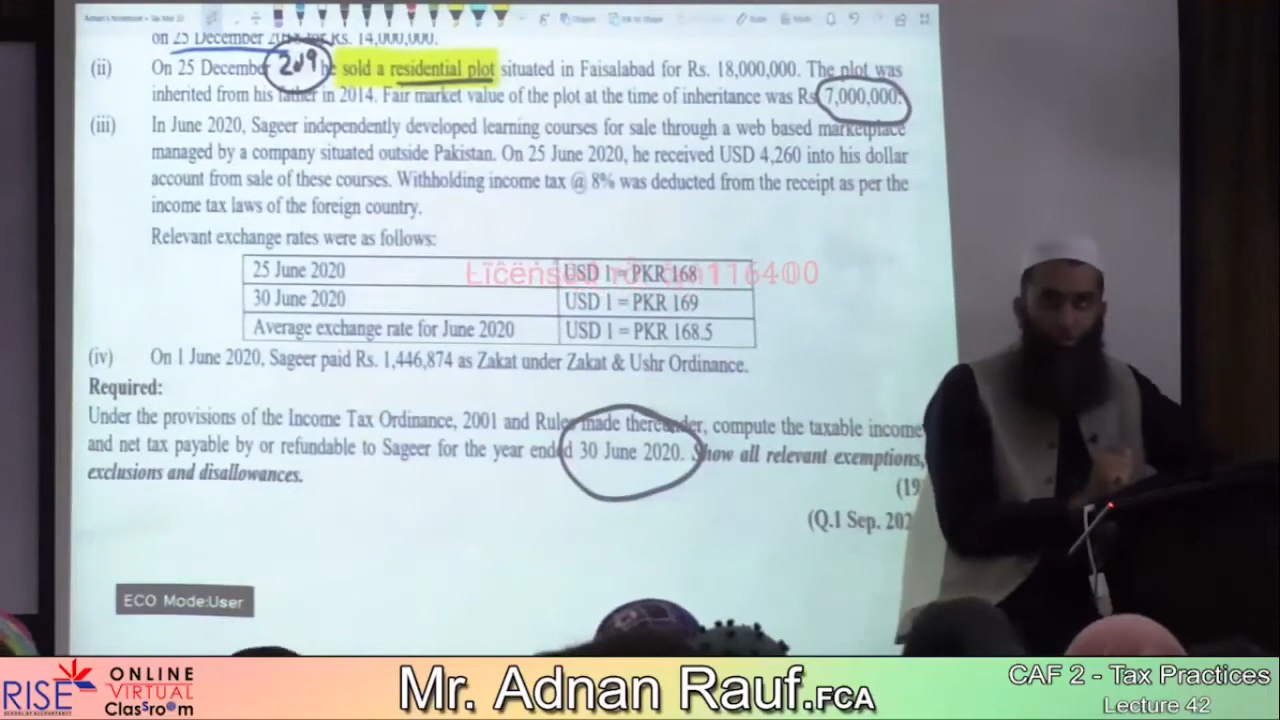 on 25 December for Rs. 14,000,000.
(ii) On 25 December 2019 he sold a residential plot situated in Faisalabad for Rs. 18,000,000. The plot was
inherited from his father in 2014. Fair market value of the plot at the time of inheritance was Rs 7,000,000.
(iii) In June 2020, Sageer independently developed learning courses for sale through a web based marketplace
managed by a company situated outside Pakistan. On 25 June 2020, he received USD 4,260 into his dollar
account from sale of these courses. Withholding income tax @ 8% was deducted from the receipt as per the
income tax laws of the foreign country.
Relevant exchange rates were as follows:
25 June 2020 USD 1 = PKR 168
30 June 2020 USD 1 = PKR 169
Average exchange rate for June 2020 USD 1 = PKR 168.5
(iv) On 1 June 2020, Sageer paid Rs. 1,446,874 as Zakat under Zakat & Ushr Ordinance.
Required:
Under the provisions of the Income Tax Ordinance, 2001 and Rules made thereunder, compute the taxable income
and net tax payable by or refundable to Sageer for the year ended 30 June 2020. Show all relevant exemptions,
exclusions and disallowances.
(19
(Q.1 Sep. 202
ECO Mode:User
RISE
ONLINE
VIRTUAL
Classroom
Mr. Adnan Rauf.FCA
CAF 2 - Tax Practices
Lecture 42